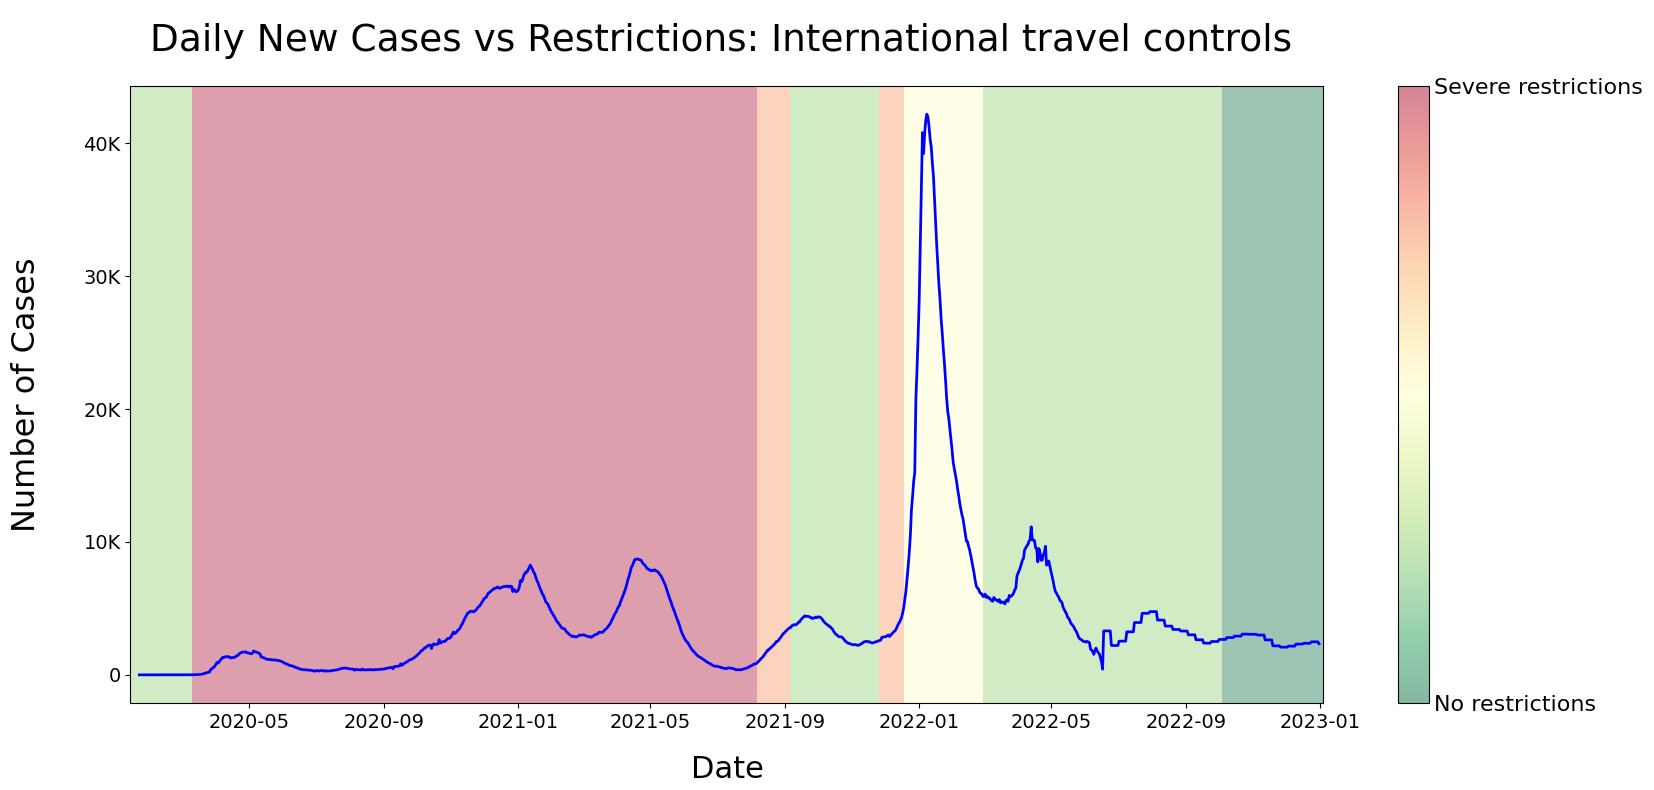 Daily New Cases vs Restrictions: International travel controls
Severe restrictions
40K
30K
20K
10K
0
Number of Cases
No restrictions
2020-05 2020-09 2021-01 2021-05 2021-09 2022-01 2022-05 2022-09 2023-01
Date